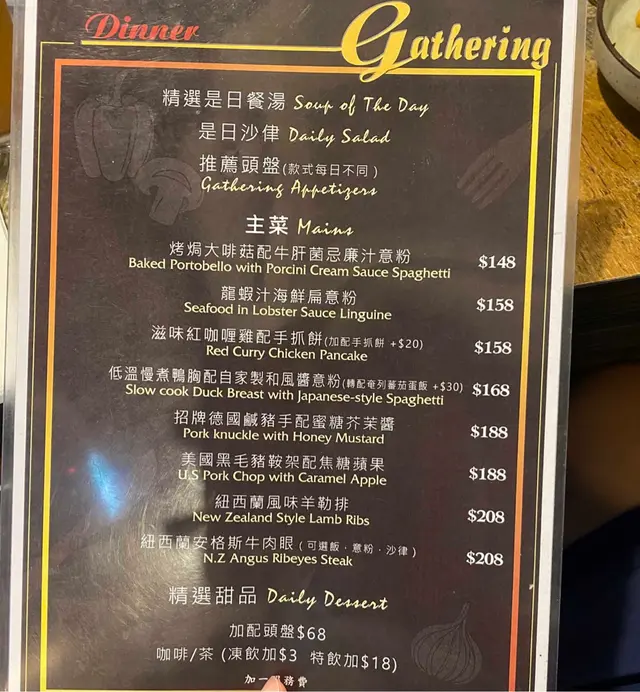 Dinner Gathering
精選是日餐湯 Soup of The Day
是日沙律 Daily Salad
推薦頭盤(款式每日不同)
Gathering Appetizers
主菜 Mains
烤焗大啡菇配牛肝菌忌廉汁意粉
Baked Portobello with Porcini Cream Sauce Spaghetti $148
龍蝦汁海鮮扁意粉
Seafood in Lobster Sauce Linguine $158
滋味紅咖喱雞配手抓餅(加配手抓餅 +$20)
Red Curry Chicken Pancake $158
低溫慢煮鴨胸配自家製和風醬意粉(轉配奄列蕃茄蛋飯 +$30)
Slow cook Duck Breast with Japanese-style Spaghetti $168
招牌德國鹹豬手配蜜糖芥茉醬
Pork knuckle with Honey Mustard $188
美國黑毛豬鞍架配焦糖蘋果
U.S Pork Chop with Caramel Apple $188
紐西蘭風味羊肋排
New Zealand Style Lamb Ribs $208
紐西蘭安格斯牛肉眼(可選飯．意粉．沙律)
N.Z Angus Ribeyes Steak $208
精選甜品 Daily Dessert
加配頭盤$68
咖啡/茶 (凍飲加$3 特飲加$18)
加一服務費